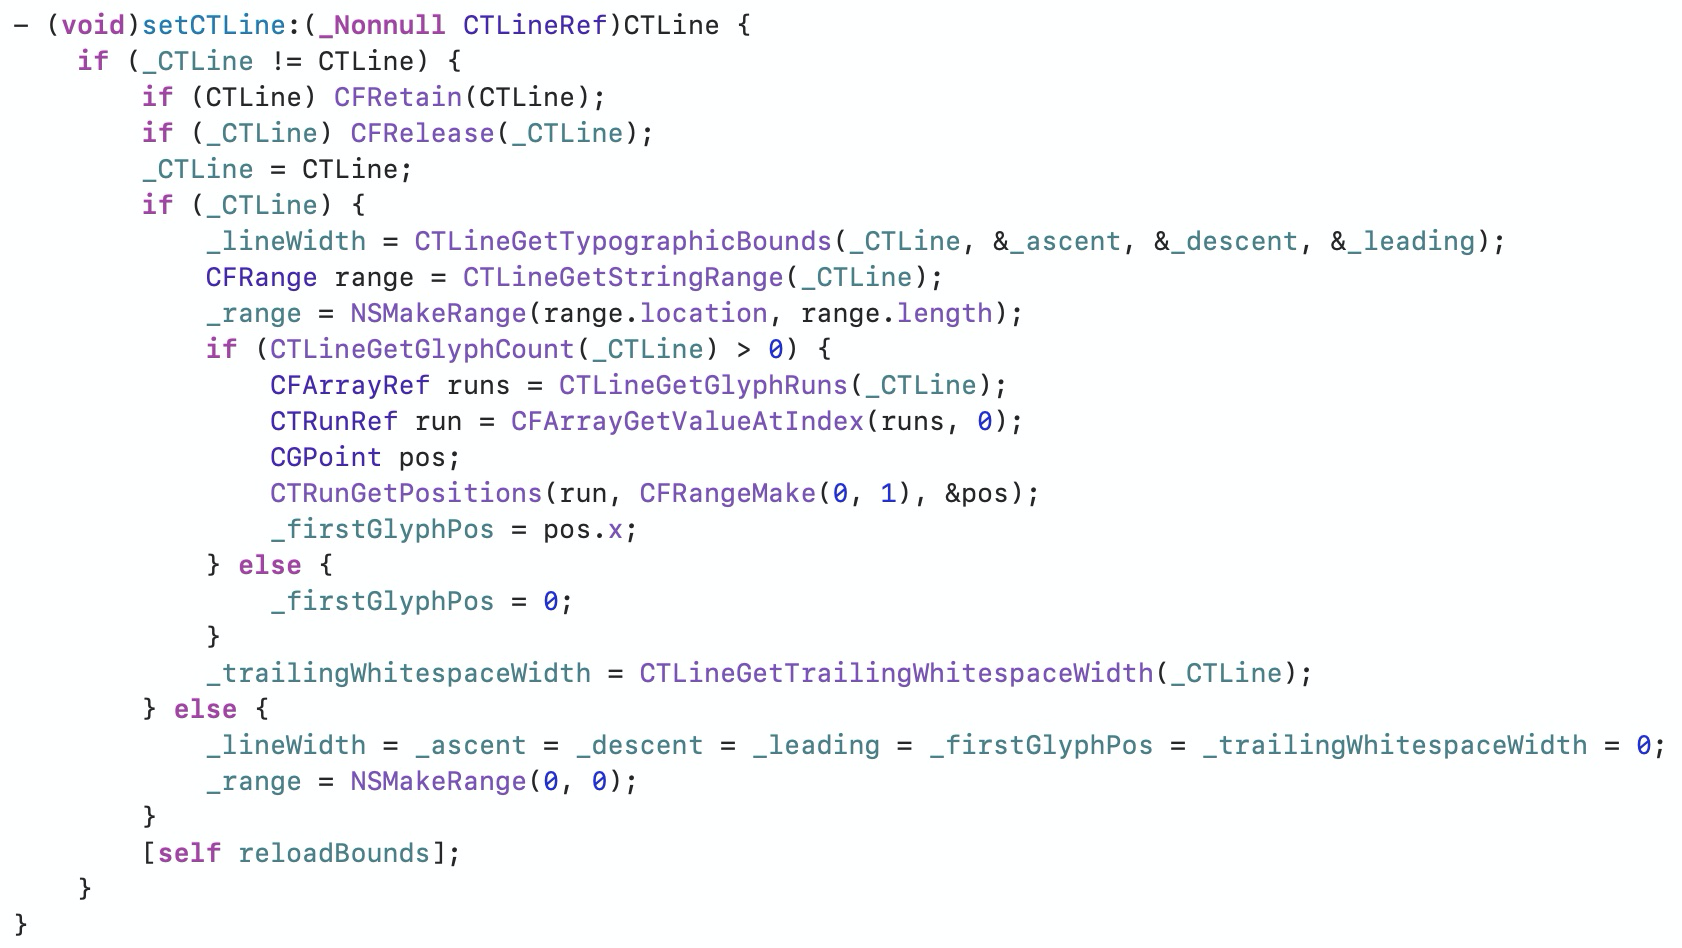 - (void)setCTLine:(_Nonnull CTLineRef)CTLine {
    if (_CTLine != CTLine) {
        if (CTLine) CFRetain(CTLine);
        if (_CTLine) CFRelease(_CTLine);
        _CTLine = CTLine;
        if (_CTLine) {
            _lineWidth = CTLineGetTypographicBounds(_CTLine, &_ascent, &_descent, &_leading);
            CFRange range = CTLineGetStringRange(_CTLine);
            _range = NSMakeRange(range.location, range.length);
            if (CTLineGetGlyphCount(_CTLine) > 0) {
                CFArrayRef runs = CTLineGetGlyphRuns(_CTLine);
                CTRunRef run = CFArrayGetValueAtIndex(runs, 0);
                CGPoint pos;
                CTRunGetPositions(run, CFRangeMake(0, 1), &pos);
                _firstGlyphPos = pos.x;
            } else {
                _firstGlyphPos = 0;
            }
            _trailingWhitespaceWidth = CTLineGetTrailingWhitespaceWidth(_CTLine);
        } else {
            _lineWidth = _ascent = _descent = _leading = _firstGlyphPos = _trailingWhitespaceWidth = 0;
            _range = NSMakeRange(0, 0);
        }
        [self reloadBounds];
    }
}